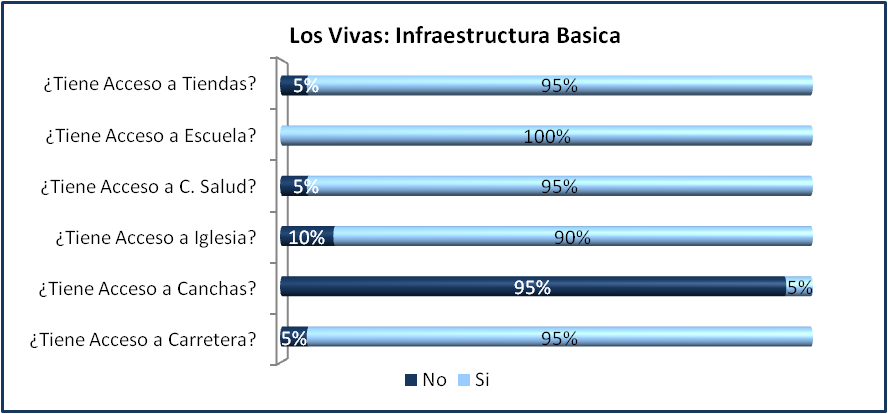 Los Vivas: Infraestructura Basica
¿Tiene Acceso a Tiendas? 5% 95%
¿Tiene Acceso a Escuela? 100%
¿Tiene Acceso a C. Salud? 5% 95%
¿Tiene Acceso a Iglesia? 10% 90%
¿Tiene Acceso a Canchas? 95% 5%
¿Tiene Acceso a Carretera? 5% 95%
No Si